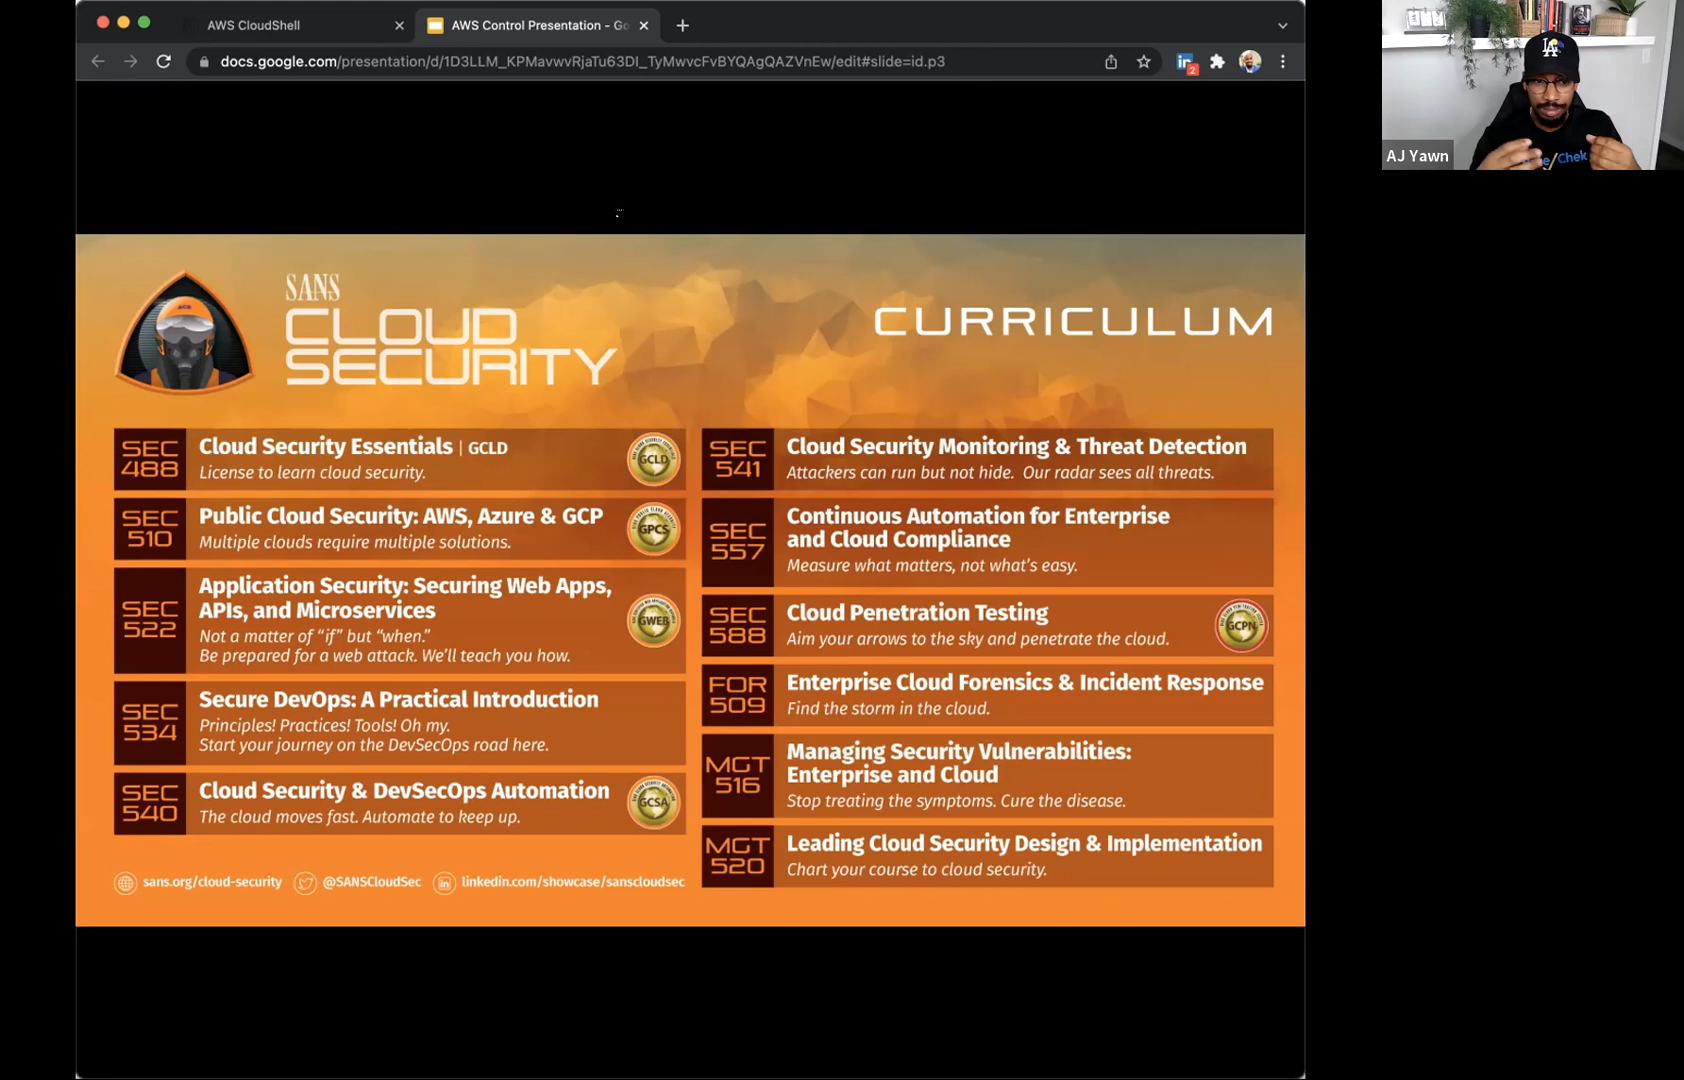 AWS CloudShell
AWS Control Presentation - Go
docs.google.com/presentation/d/1D3LLM_KPMavwvRjaTu63DI_TyMwvcFvBYQAgQAZVnEw/edit#slide=id.p3
2
LA
AJ Yawn
/Chek
SANS
CLOUD
SECURITY
CURRICULUM
SEC
488
Cloud Security Essentials | GCLD
License to learn cloud security.
GCLD
SEC
510
Public Cloud Security: AWS, Azure & GCP
Multiple clouds require multiple solutions.
GPCS
SEC
522
Application Security: Securing Web Apps,
APIs, and Microservices
Not a matter of “if” but “when.”
Be prepared for a web attack. We’ll teach you how.
GWEB
SEC
534
Secure DevOps: A Practical Introduction
Principles! Practices! Tools! Oh my.
Start your journey on the DevSecOps road here.
SEC
540
Cloud Security & DevSecOps Automation
The cloud moves fast. Automate to keep up.
GCSA
SEC
541
Cloud Security Monitoring & Threat Detection
Attackers can run but not hide. Our radar sees all threats.
SEC
557
Continuous Automation for Enterprise
and Cloud Compliance
Measure what matters, not what’s easy.
SEC
588
Cloud Penetration Testing
Aim your arrows to the sky and penetrate the cloud.
GCPN
FOR
509
Enterprise Cloud Forensics & Incident Response
Find the storm in the cloud.
MGT
516
Managing Security Vulnerabilities:
Enterprise and Cloud
Stop treating the symptoms. Cure the disease.
MGT
520
Leading Cloud Security Design & Implementation
Chart your course to cloud security.
sans.org/cloud-security
@SANSCloudSec
linkedin.com/showcase/sanscloudsec